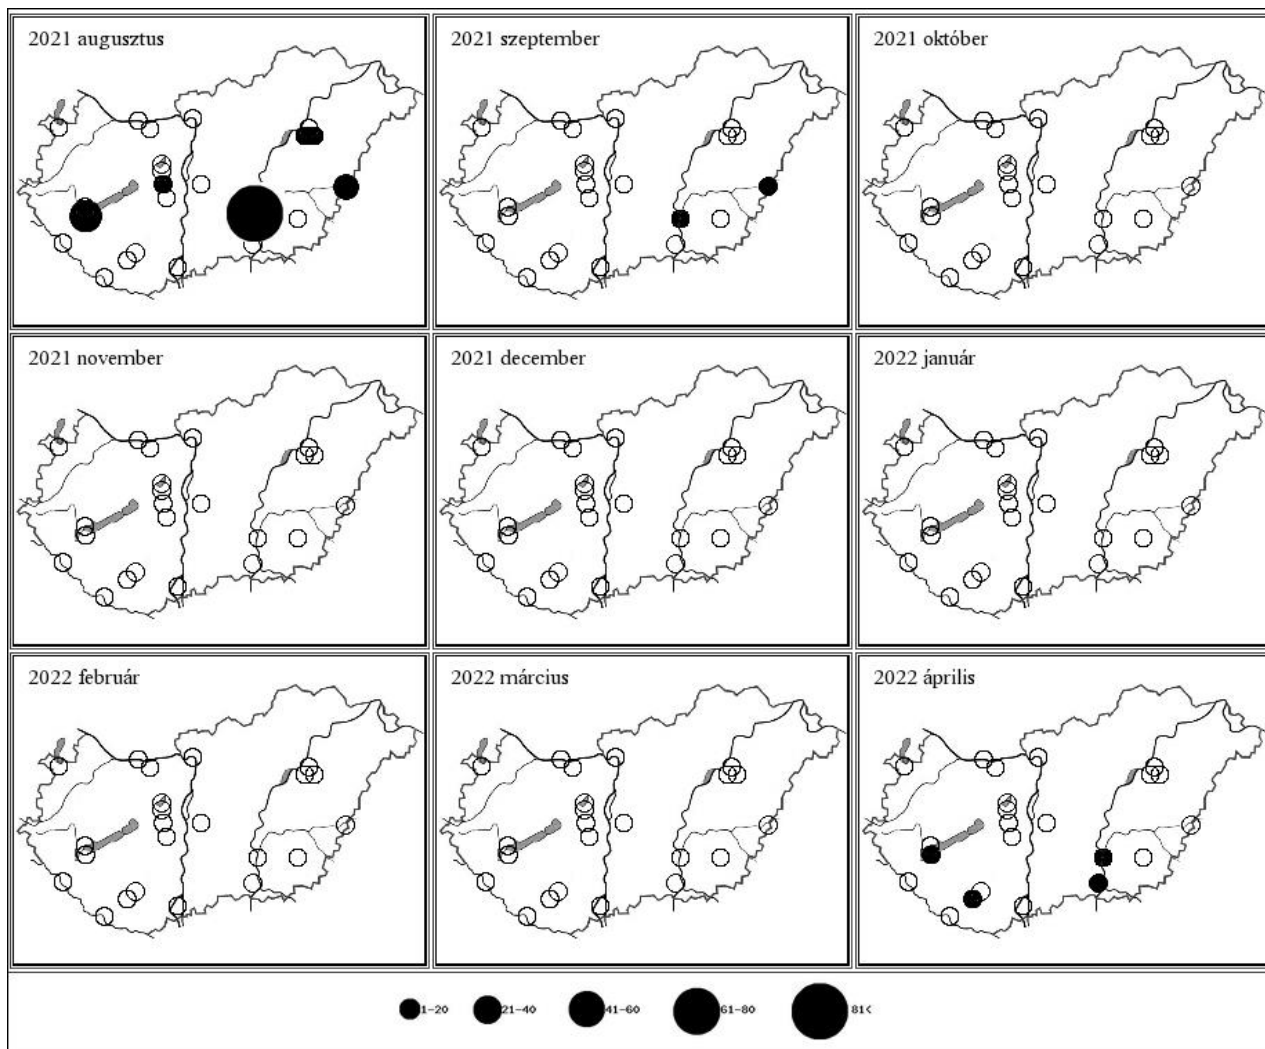 2021 augusztus
2021 szeptember
2021 október
2021 november
2021 december
2022 január
2022 február
2022 március
2022 április
1-20
21-40
41-60
61-80
81<